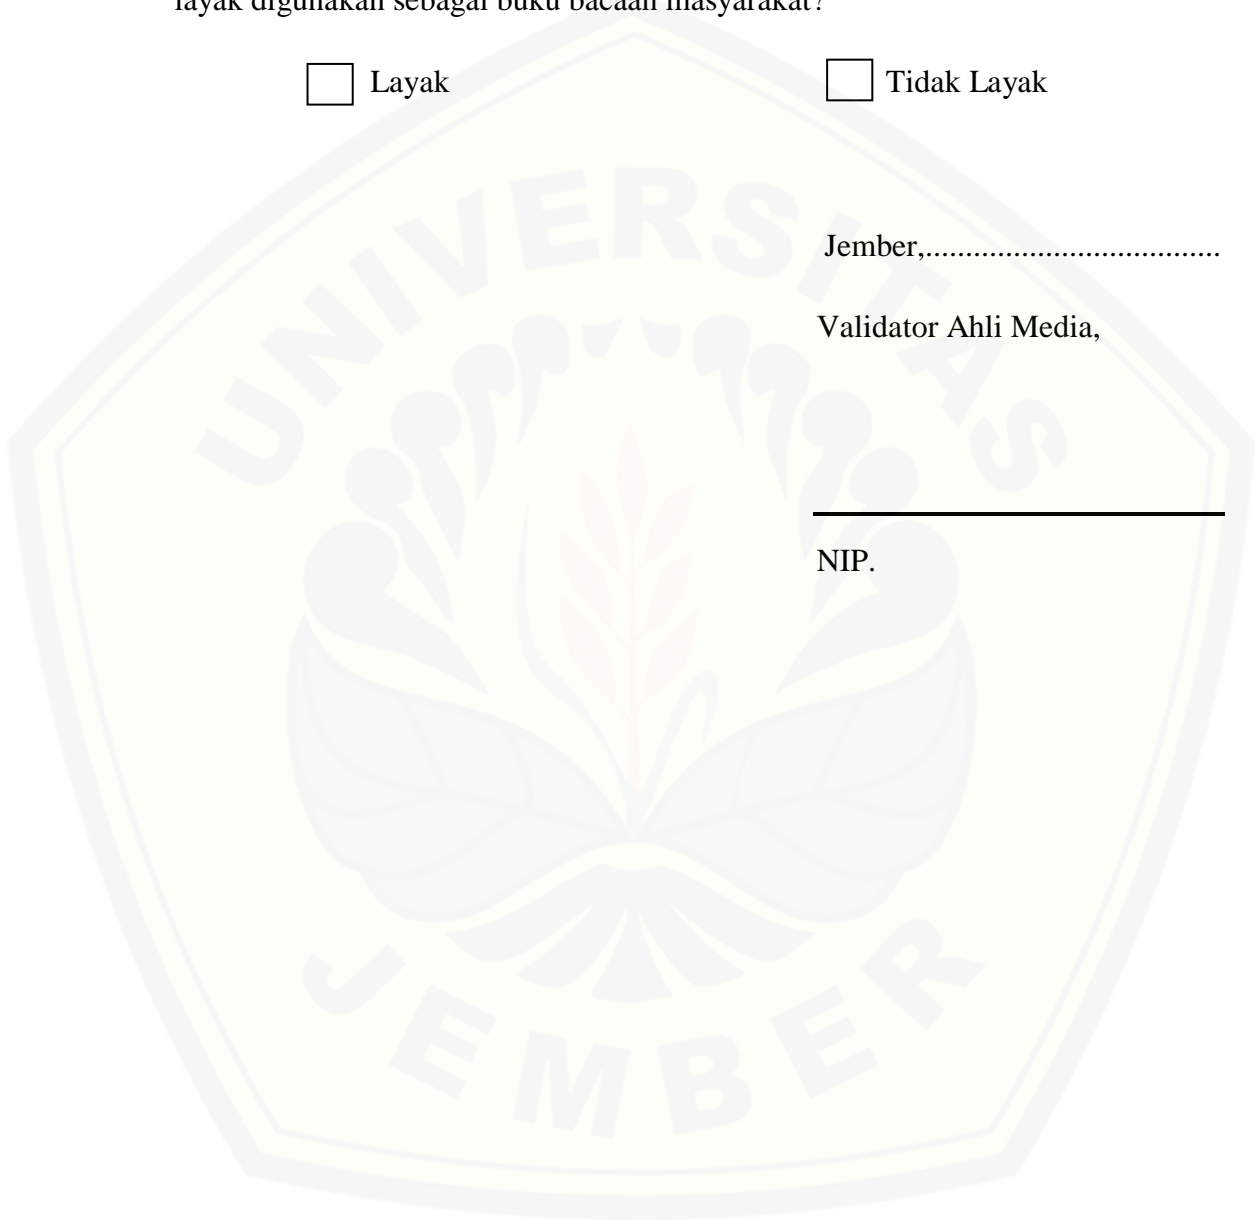 layak digunakan sebagai buku bacaan masyarakat?
Layak
Tidak Layak
Jember,.....................................
Validator Ahli Media,
NIP.
UNIVERSITAS
JEMBER